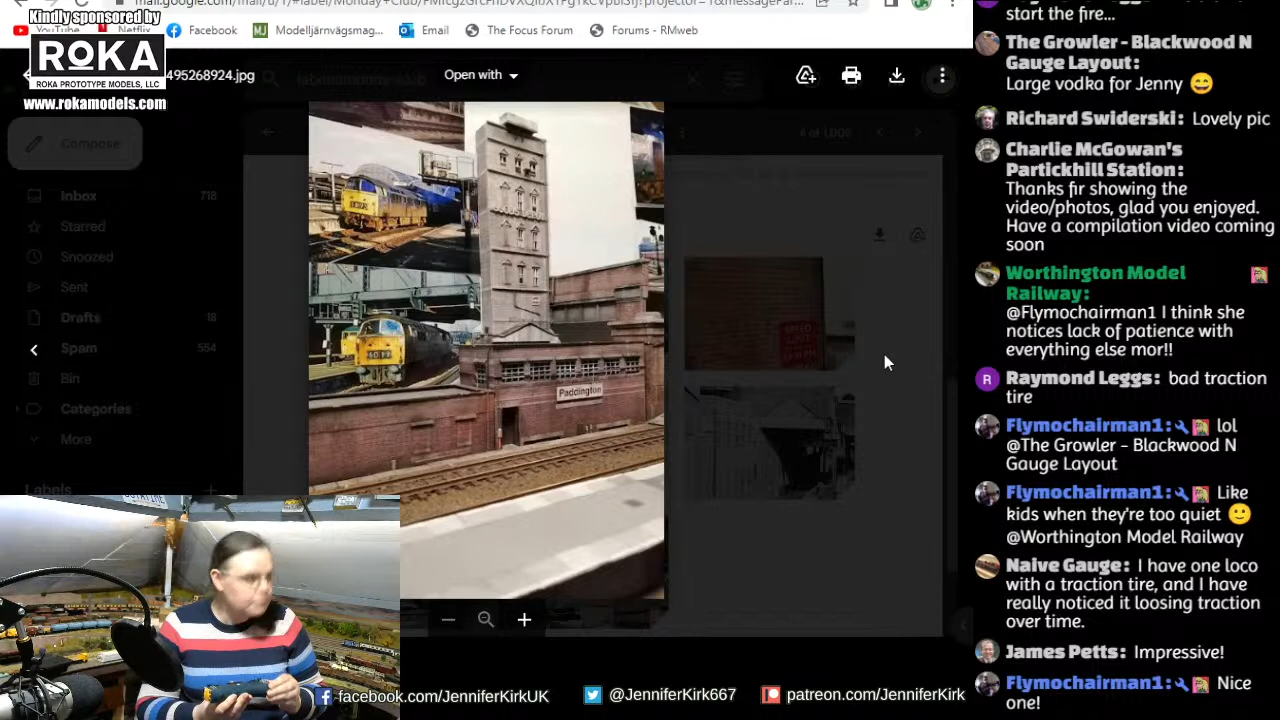 Kindly sponsored by
ROKA
ROKA PROTOTYPE MODELS, LLC
www.rokamodels.com
YouTube
Netflix
Facebook
Modelljärnvägsmag...
Email
The Focus Forum
Forums - RMweb
495268924.jpg
Open with
Compose
Inbox 718
Starred
Snoozed
Sent
Drafts 18
Spam 554
Bin
Categories
More
Labels
Paddington
facebook.com/JenniferKirkUK
@JenniferKirk667
patreon.com/JenniferKirk
start the fire...
The Growler - Blackwood N
Gauge Layout:
Large vodka for Jenny 😄
Richard Swiderski: Lovely pic
Charlie McGowan's
Partickhill Station:
Thanks fir showing the
video/photos, glad you enjoyed.
Have a compilation video coming
soon
Worthington Model
Railway:
@Flymochairman1 I think she
notices lack of patience with
everything else mor!!
R Raymond Leggs: bad traction
tire
Flymochairman1: lol
@The Growler - Blackwood N
Gauge Layout
Flymochairman1: Like
kids when they're too quiet 🙂
@Worthington Model Railway
Naive Gauge: I have one loco
with a traction tire, and I have
really noticed it loosing traction
over time.
James Petts: Impressive!
Flymochairman1: Nice
one!